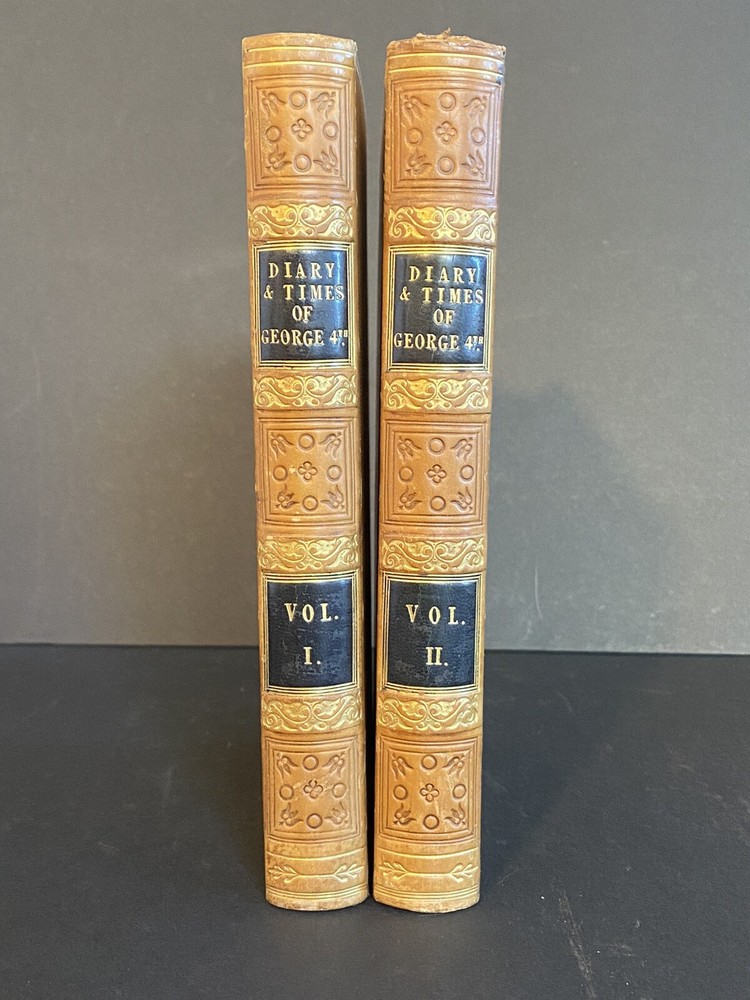 DIARY
& TIMES
OF
GEORGE 4TH.
VOL.
I.
DIARY
& TIMES
OF
GEORGE 4TH.
VOL.
II.